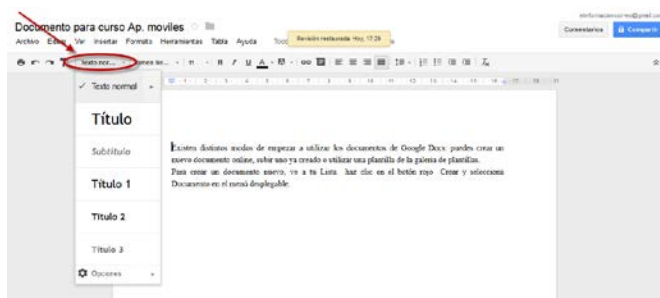 Documento para curso Ap. moviles
Comentarios Compartir
Archivo Editar Ver Insertar Formato Herramientas Tabla Ayuda
Revisión restaurada Hoy, 17:28
Texto nor...
Texto normal
Título
Subtítulo
Título 1
Título 2
Título 3
Opciones
Existen distintos modos de empezar a utilizar los documentos de Google Docs: puedes crear un
nuevo documento online, subir uno ya creado o utilizar una plantilla de la galería de plantillas.
Para crear un documento nuevo, ve a tu Lista haz clic en el botón rojo Crear y selecciona
Documento en el menú desplegable.